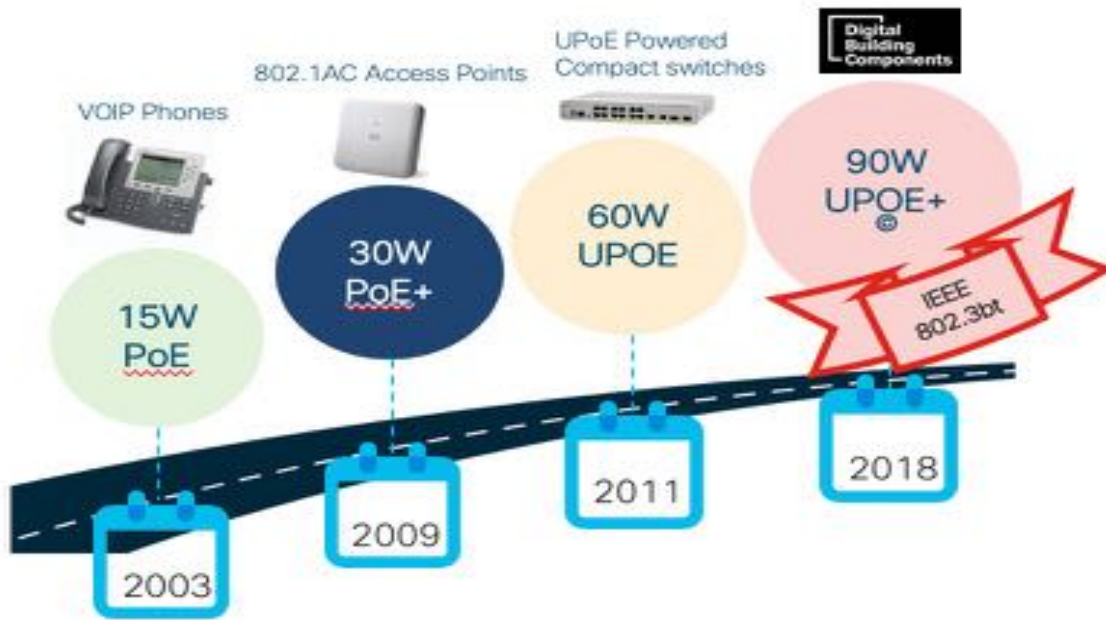 VOIP Phones
15W
PoE
2003
802.1AC Access Points
30W
PoE+
2009
UPoE Powered
Compact switches
60W
UPOE
2011
Digital
Building
Components
90W
UPOE+
©
IEEE
802.3bt
2018